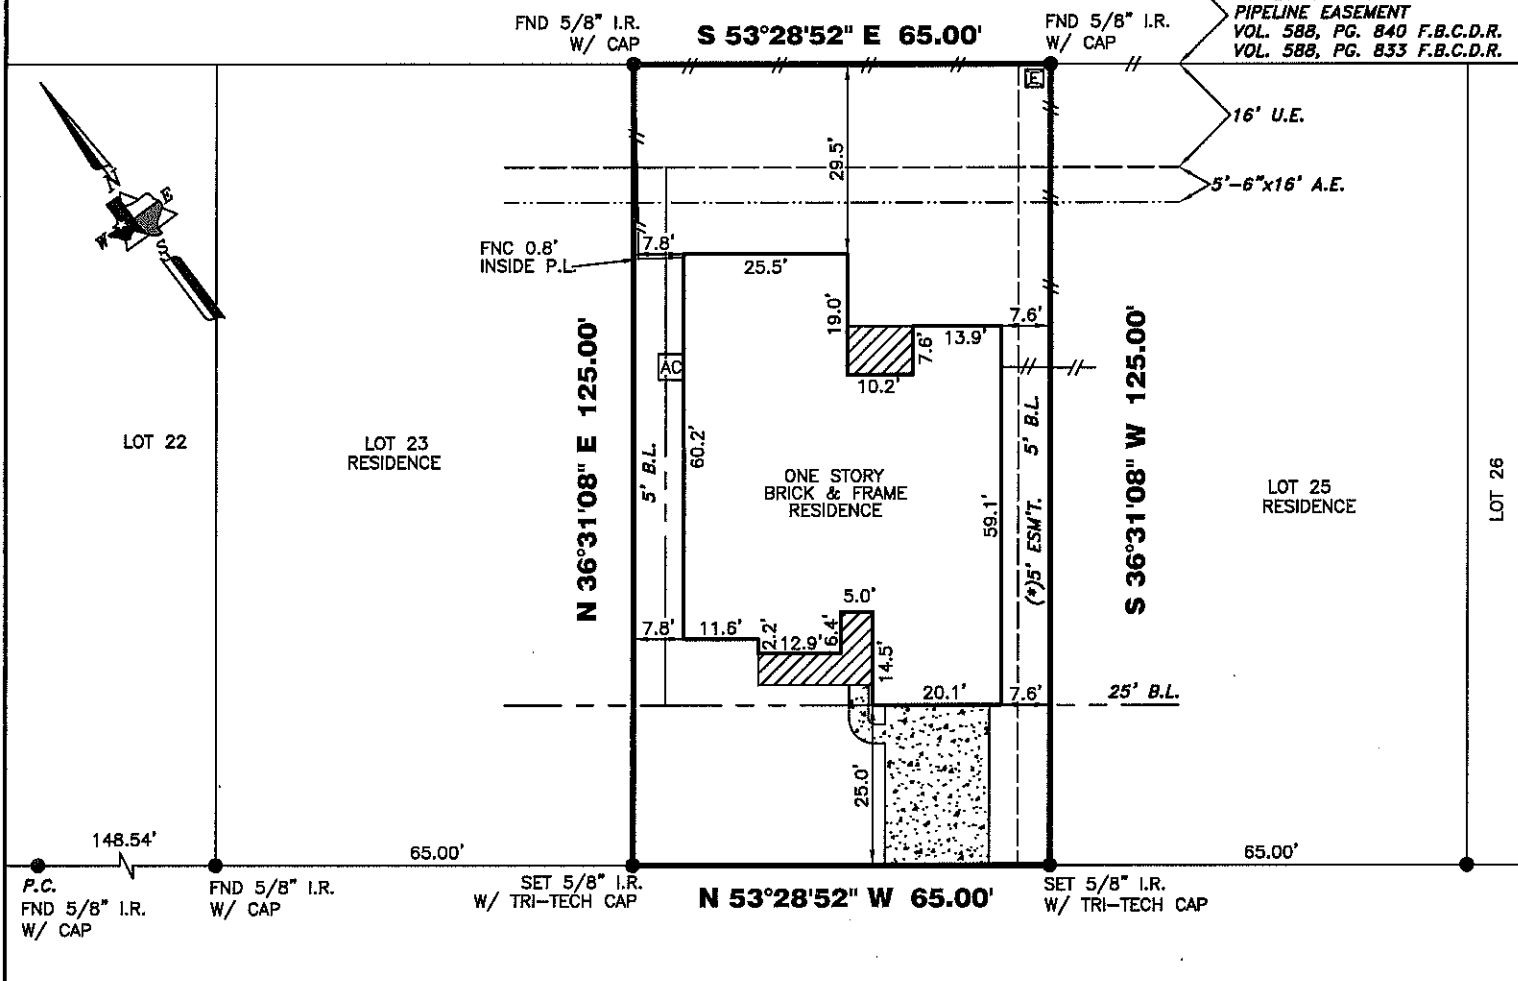 FND 5/8" I.R.
W/ CAP
S 53°28'52" E 65.00'
FND 5/8" I.R.
W/ CAP
PIPELINE EASEMENT
VOL. 588, PG. 840 F.B.C.D.R.
VOL. 588, PG. 833 F.B.C.D.R.
E
16' U.E.
29.5'
5'-6"x16' A.E.
N
E
W
S
FNC 0.8'
INSIDE P.L.
7.8'
25.5'
19.0'
7.6'
13.9'
7.6'
10.2'
AC
N 36°31'08" E 125.00'
S 36°31'08" W 125.00'
LOT 22
LOT 23
RESIDENCE
5' B.L.
60.2'
ONE STORY
BRICK & FRAME
RESIDENCE
59.1'
(*)5' ESM'T. 5' B.L.
LOT 25
RESIDENCE
LOT 26
5.0'
7.8'
11.6'
2.2'
12.9'
6.4'
14.5'
20.1'
7.6'
25' B.L.
25.0'
148.54'
65.00'
65.00'
P.C.
FND 5/8" I.R.
W/ CAP
FND 5/8" I.R.
W/ CAP
SET 5/8" I.R.
W/ TRI-TECH CAP
N 53°28'52" W 65.00'
SET 5/8" I.R.
W/ TRI-TECH CAP